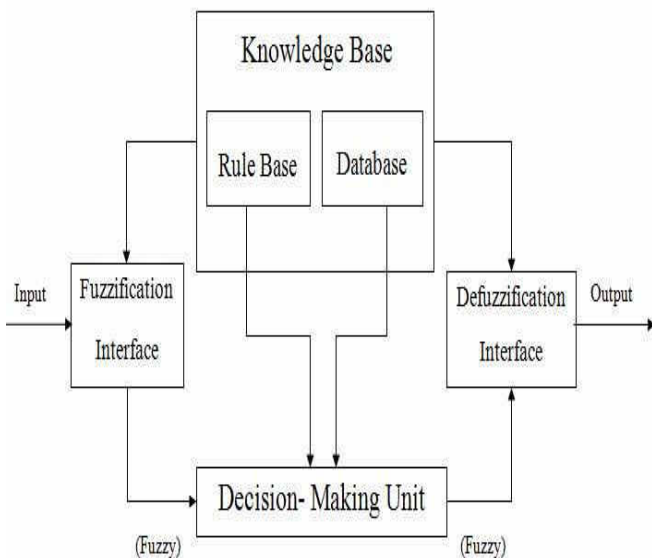 Knowledge Base
Rule Base
Database
Input
Fuzzification
Interface
Defuzzification
Interface
Output
Decision- Making Unit
(Fuzzy)
(Fuzzy)